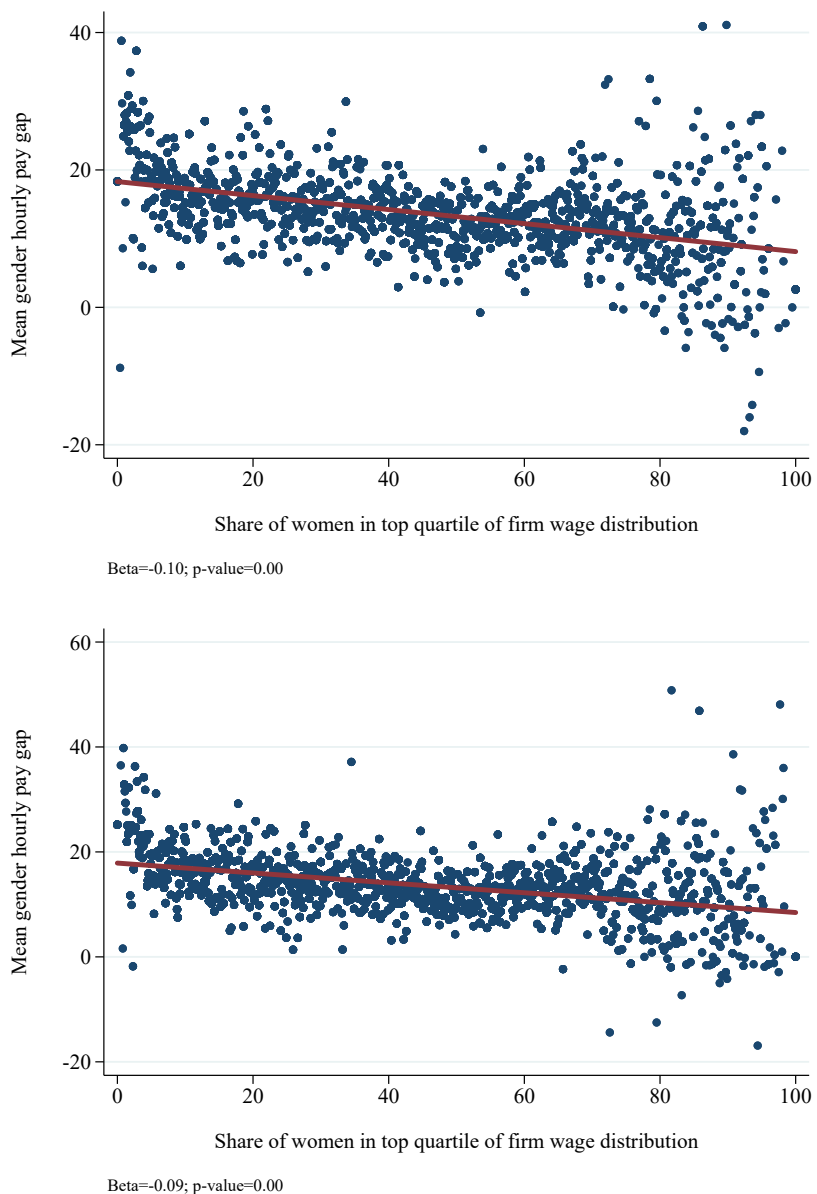 40
20
0
-20
Mean gender hourly pay gap
0 20 40 60 80 100
Share of women in top quartile of firm wage distribution
Beta=-0.10; p-value=0.00
60
40
20
0
-20
Mean gender hourly pay gap
0 20 40 60 80 100
Share of women in top quartile of firm wage distribution
Beta=-0.09; p-value=0.00